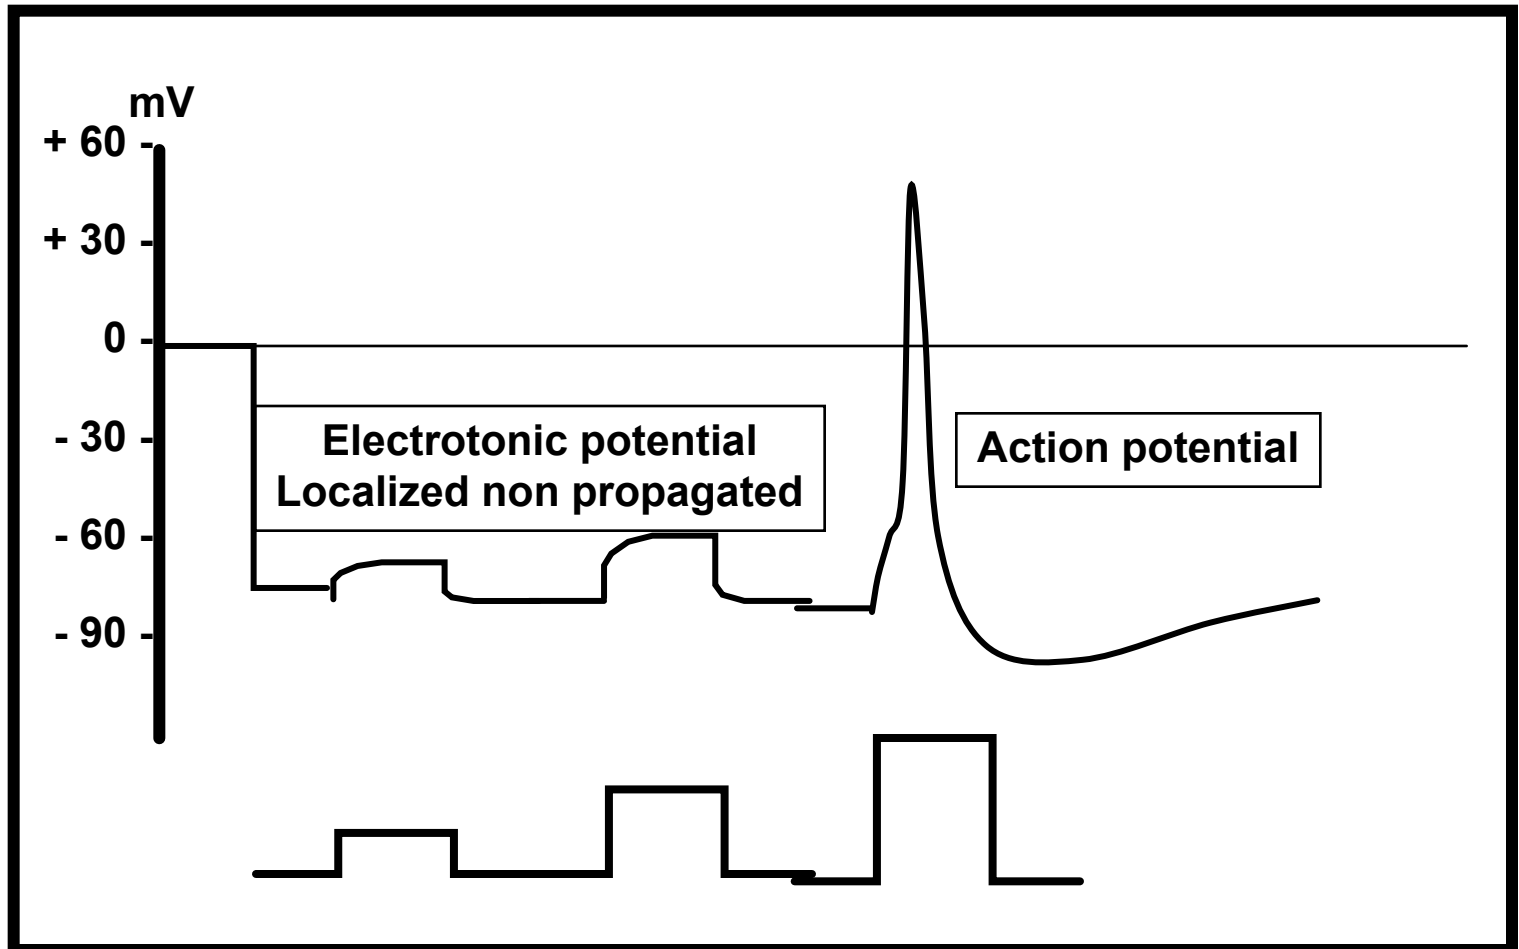 mV
+ 60 -
+ 30 -
0 -
- 30 -
- 60 -
- 90 -
Electrotonic potential
Localized non propagated
Action potential